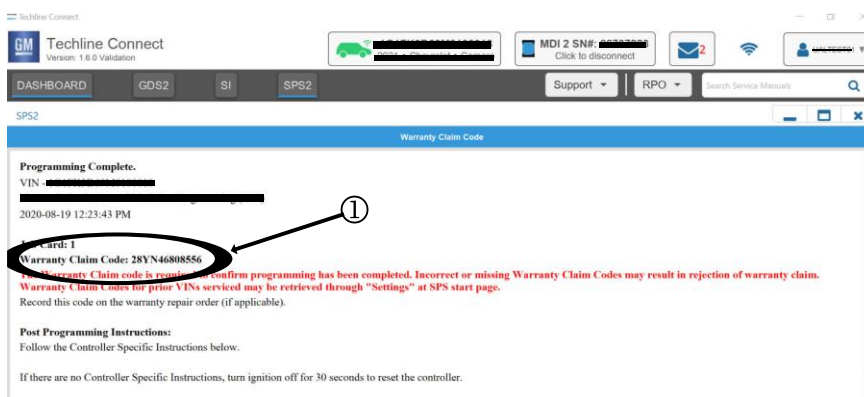 Techline Connect
GM Techline Connect
Version: 1.6.0 Validation
2021 • Chevrolet • Camaro
MDI 2 SN#:
Click to disconnect
2
DASHBOARD GDS2 SI SPS2 Support RPO Search Service Manuals
SPS2
Warranty Claim Code
Programming Complete.
VIN -
2020-08-19 12:23:43 PM
①
Card: 1
Warranty Claim Code: 28YN46808556
The Warranty Claim code is required to confirm programming has been completed. Incorrect or missing Warranty Claim Codes may result in rejection of warranty claim.
Warranty Claim Codes for prior VINs serviced may be retrieved through "Settings" at SPS start page.
Record this code on the warranty repair order (if applicable).
Post Programming Instructions:
Follow the Controller Specific Instructions below.
If there are no Controller Specific Instructions, turn ignition off for 30 seconds to reset the controller.